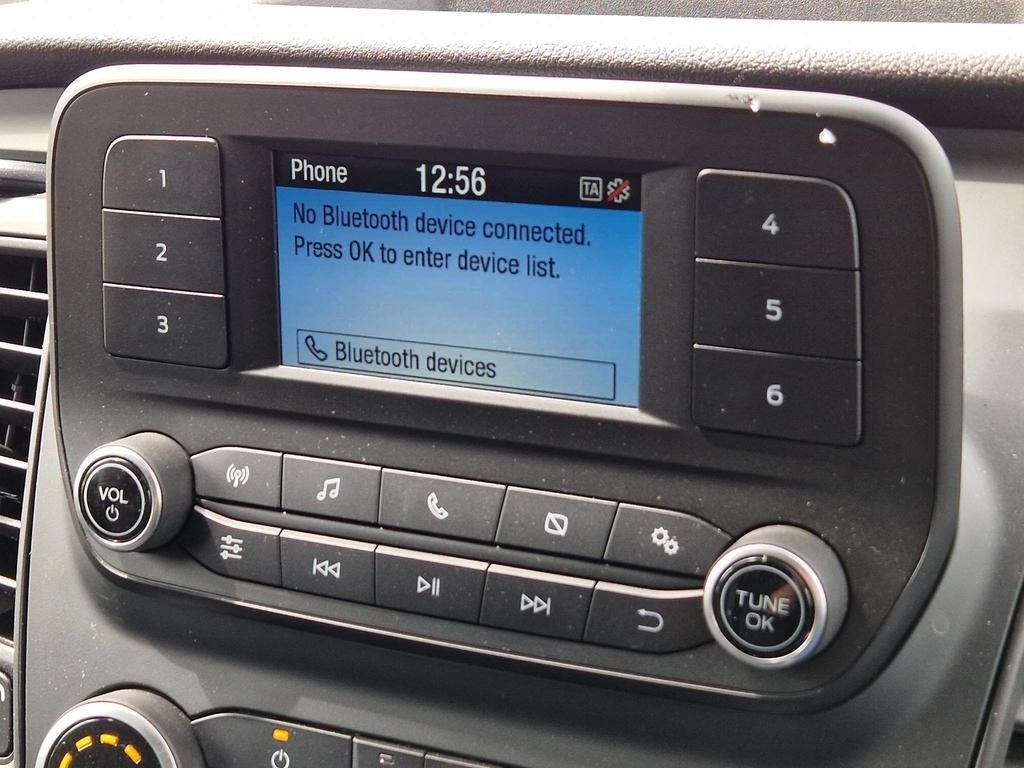 Phone 12:56 TA
No Bluetooth device connected.
Press OK to enter device list.
Bluetooth devices
1
2
3
4
5
6
VOL
TUNE
OK